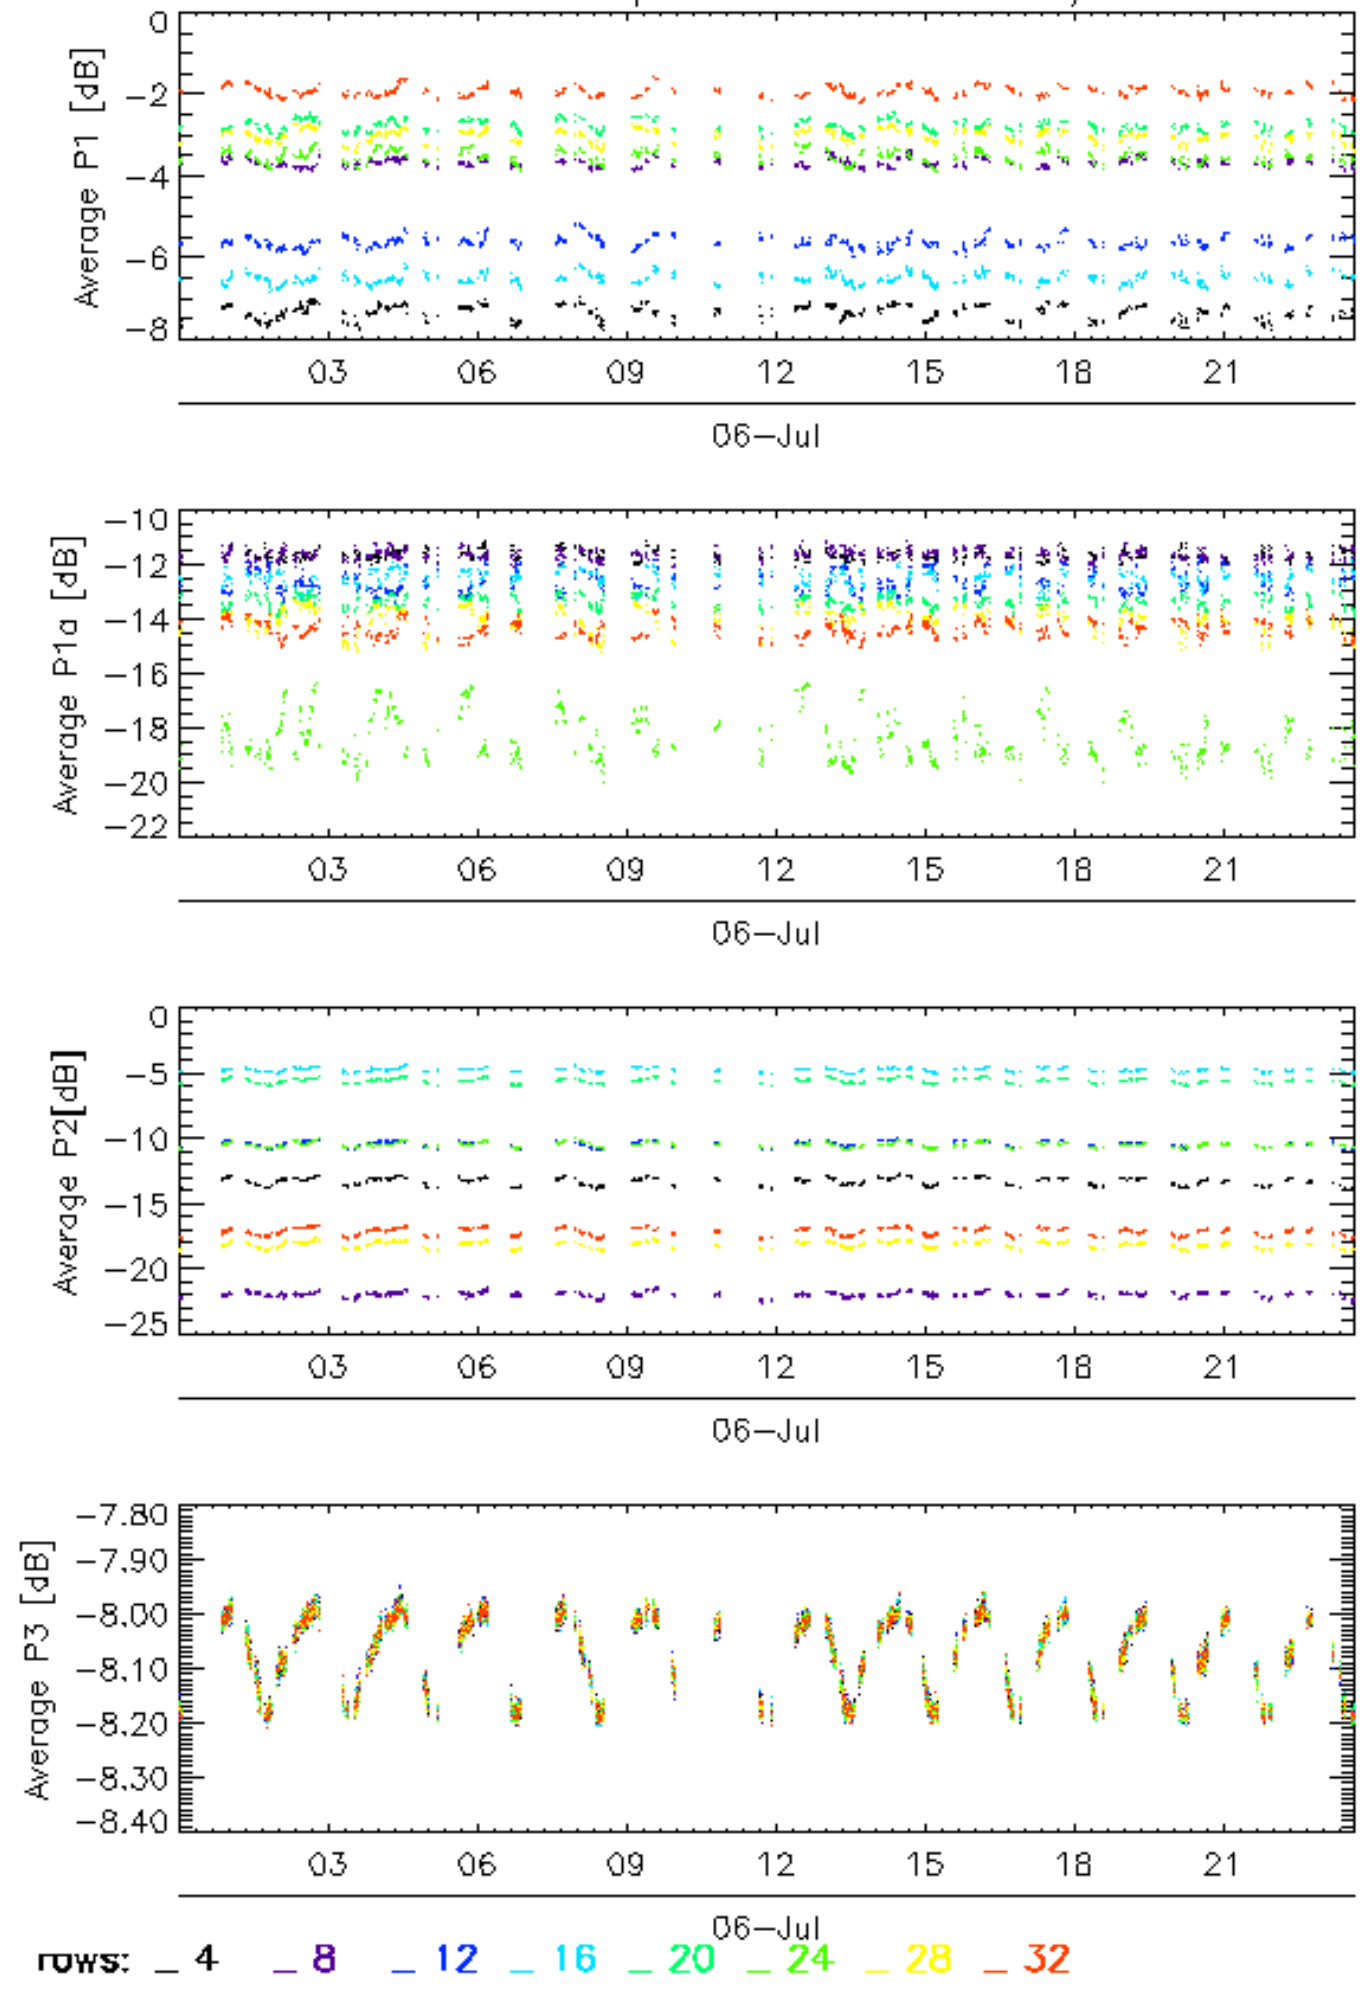 0
-2
-4
-6
-8
Average P1 [dB]
03 06 09 12 15 18 21
06-Jul
-10
-12
-14
-16
-18
-20
-22
Average P1a [dB]
03 06 09 12 15 18 21
06-Jul
0
-5
-10
-15
-20
-25
Average P2[dB]
03 06 09 12 15 18 21
06-Jul
-7.80
-7.90
-8.00
-8.10
-8.20
-8.30
-8.40
Average P3 [dB]
03 06 09 12 15 18 21
06-Jul
rows: _ 4 _ 8 _ 12 _ 16 _ 20 _ 24 _ 28 _ 32